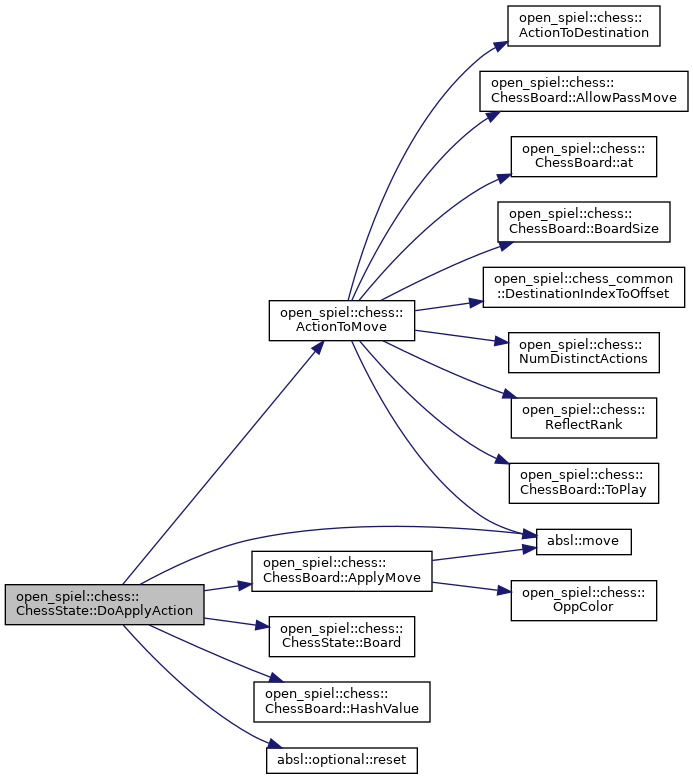 open_spiel::chess::
ActionToDestination
open_spiel::chess::
ChessBoard::AllowPassMove
open_spiel::chess::
ChessBoard::at
open_spiel::chess::
ChessBoard::BoardSize
open_spiel::chess_common
::DestinationIndexToOffset
open_spiel::chess::
ActionToMove
open_spiel::chess::
NumDistinctActions
open_spiel::chess::
ReflectRank
open_spiel::chess::
ChessBoard::ToPlay
absl::move
open_spiel::chess::
ChessBoard::ApplyMove
open_spiel::chess::
OppColor
open_spiel::chess::
ChessState::DoApplyAction
open_spiel::chess::
ChessState::Board
open_spiel::chess::
ChessBoard::HashValue
absl::optional::reset